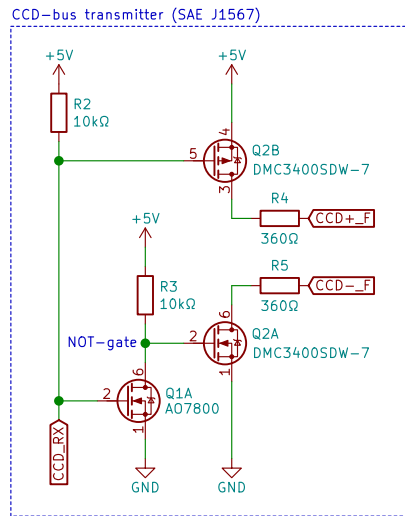 CCD-bus transmitter (SAE J1567)
+5V
+5V
R2
10kΩ
4
Q2B
5
DMC3400SDW-7
3
R4
CCD+_F
360Ω
+5V
R5
CCD-_F
R3
10kΩ
360Ω
6
Q2A
NOT-gate
2
DMC3400SDW-7
6
1
Q1A
2
AO7800
1
CCD_RX
GND
GND